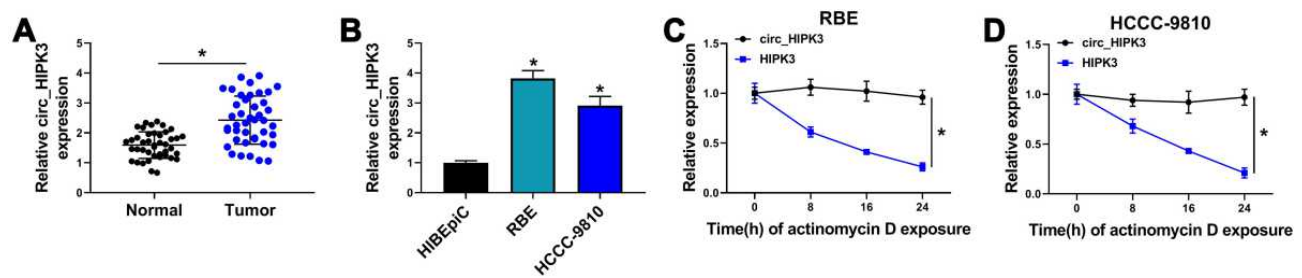 A
Relative circ_HIPK3
expression
5
4
3
2
1
0
*
Normal
Tumor
B
Relative circ_HIPK3
expression
5
4
3
2
1
0
*
*
HIBEpiC
RBE
HCCC-9810
C
RBE
circ_HIPK3
HIPK3
Relative expression
1.5
1.0
0.5
0.0
*
0
8
16
24
Time(h) of actinomycin D exposure
D
HCCC-9810
circ_HIPK3
HIPK3
Relative expression
1.5
1.0
0.5
0.0
*
0
8
16
24
Time(h) of actinomycin D exposure